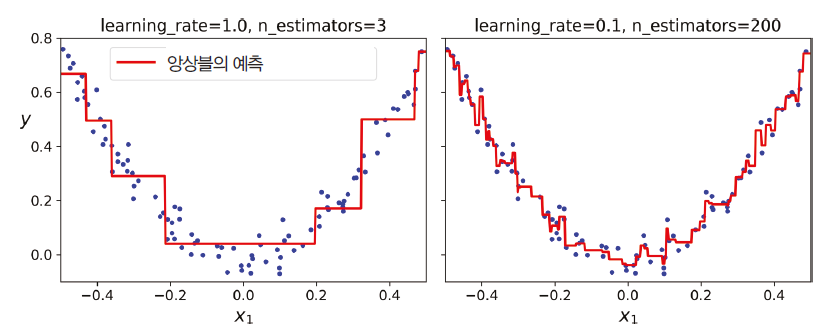 learning_rate=1.0, n_estimators=3
learning_rate=0.1, n_estimators=200
앙상블의 예측
y
0.8
0.6
0.4
0.2
0.0
−0.4 −0.2 0.0 0.2 0.4
−0.4 −0.2 0.0 0.2 0.4
x₁
x₁